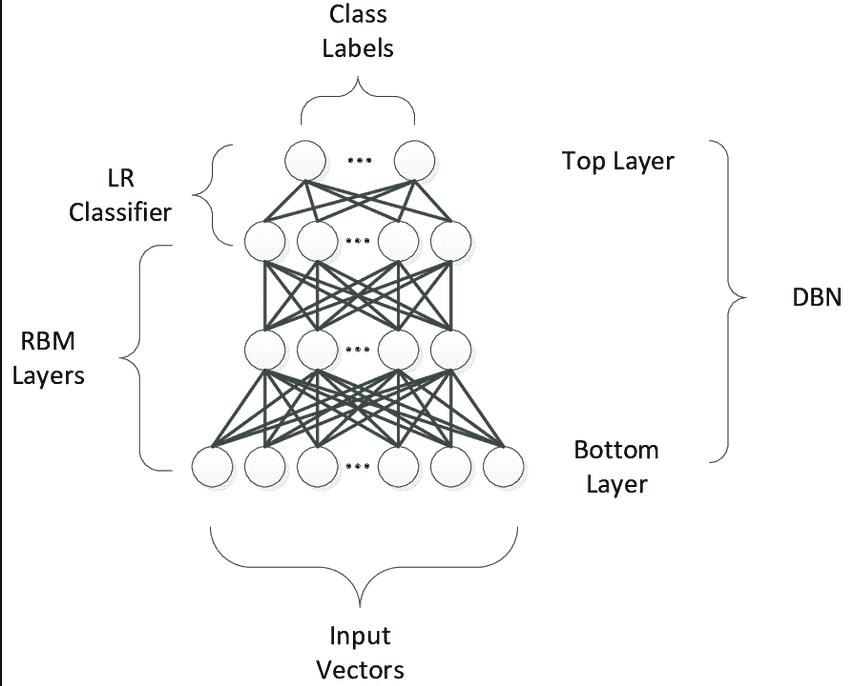 Class
Labels
LR
Classifier
Top Layer
DBN
RBM
Layers
Bottom
Layer
Input
Vectors